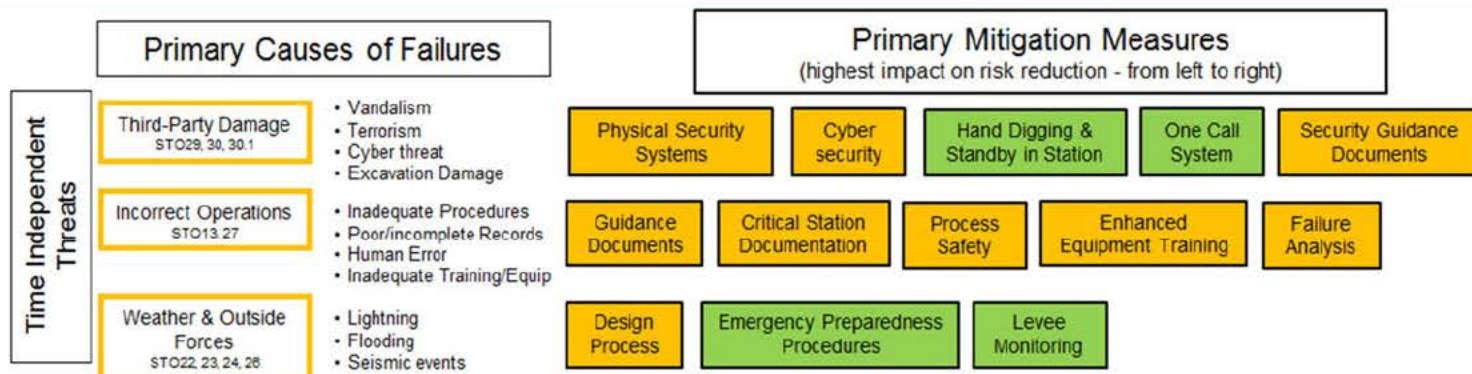 Primary Causes of Failures
Primary Mitigation Measures
(highest impact on risk reduction - from left to right)
Time Independent
Threats
Third-Party Damage
STO29, 30, 30.1
• Vandalism
• Terrorism
• Cyber threat
• Excavation Damage
Physical Security
Systems
Cyber
security
Hand Digging &
Standby in Station
One Call
System
Security Guidance
Documents
Incorrect Operations
STO13, 27
• Inadequate Procedures
• Poor/incomplete Records
• Human Error
• Inadequate Training/Equip
Guidance
Documents
Critical Station
Documentation
Process
Safety
Enhanced
Equipment Training
Failure
Analysis
Weather & Outside
Forces
STO22, 23, 24, 26
• Lightning
• Flooding
• Seismic events
Design
Process
Emergency Preparedness
Procedures
Levee
Monitoring